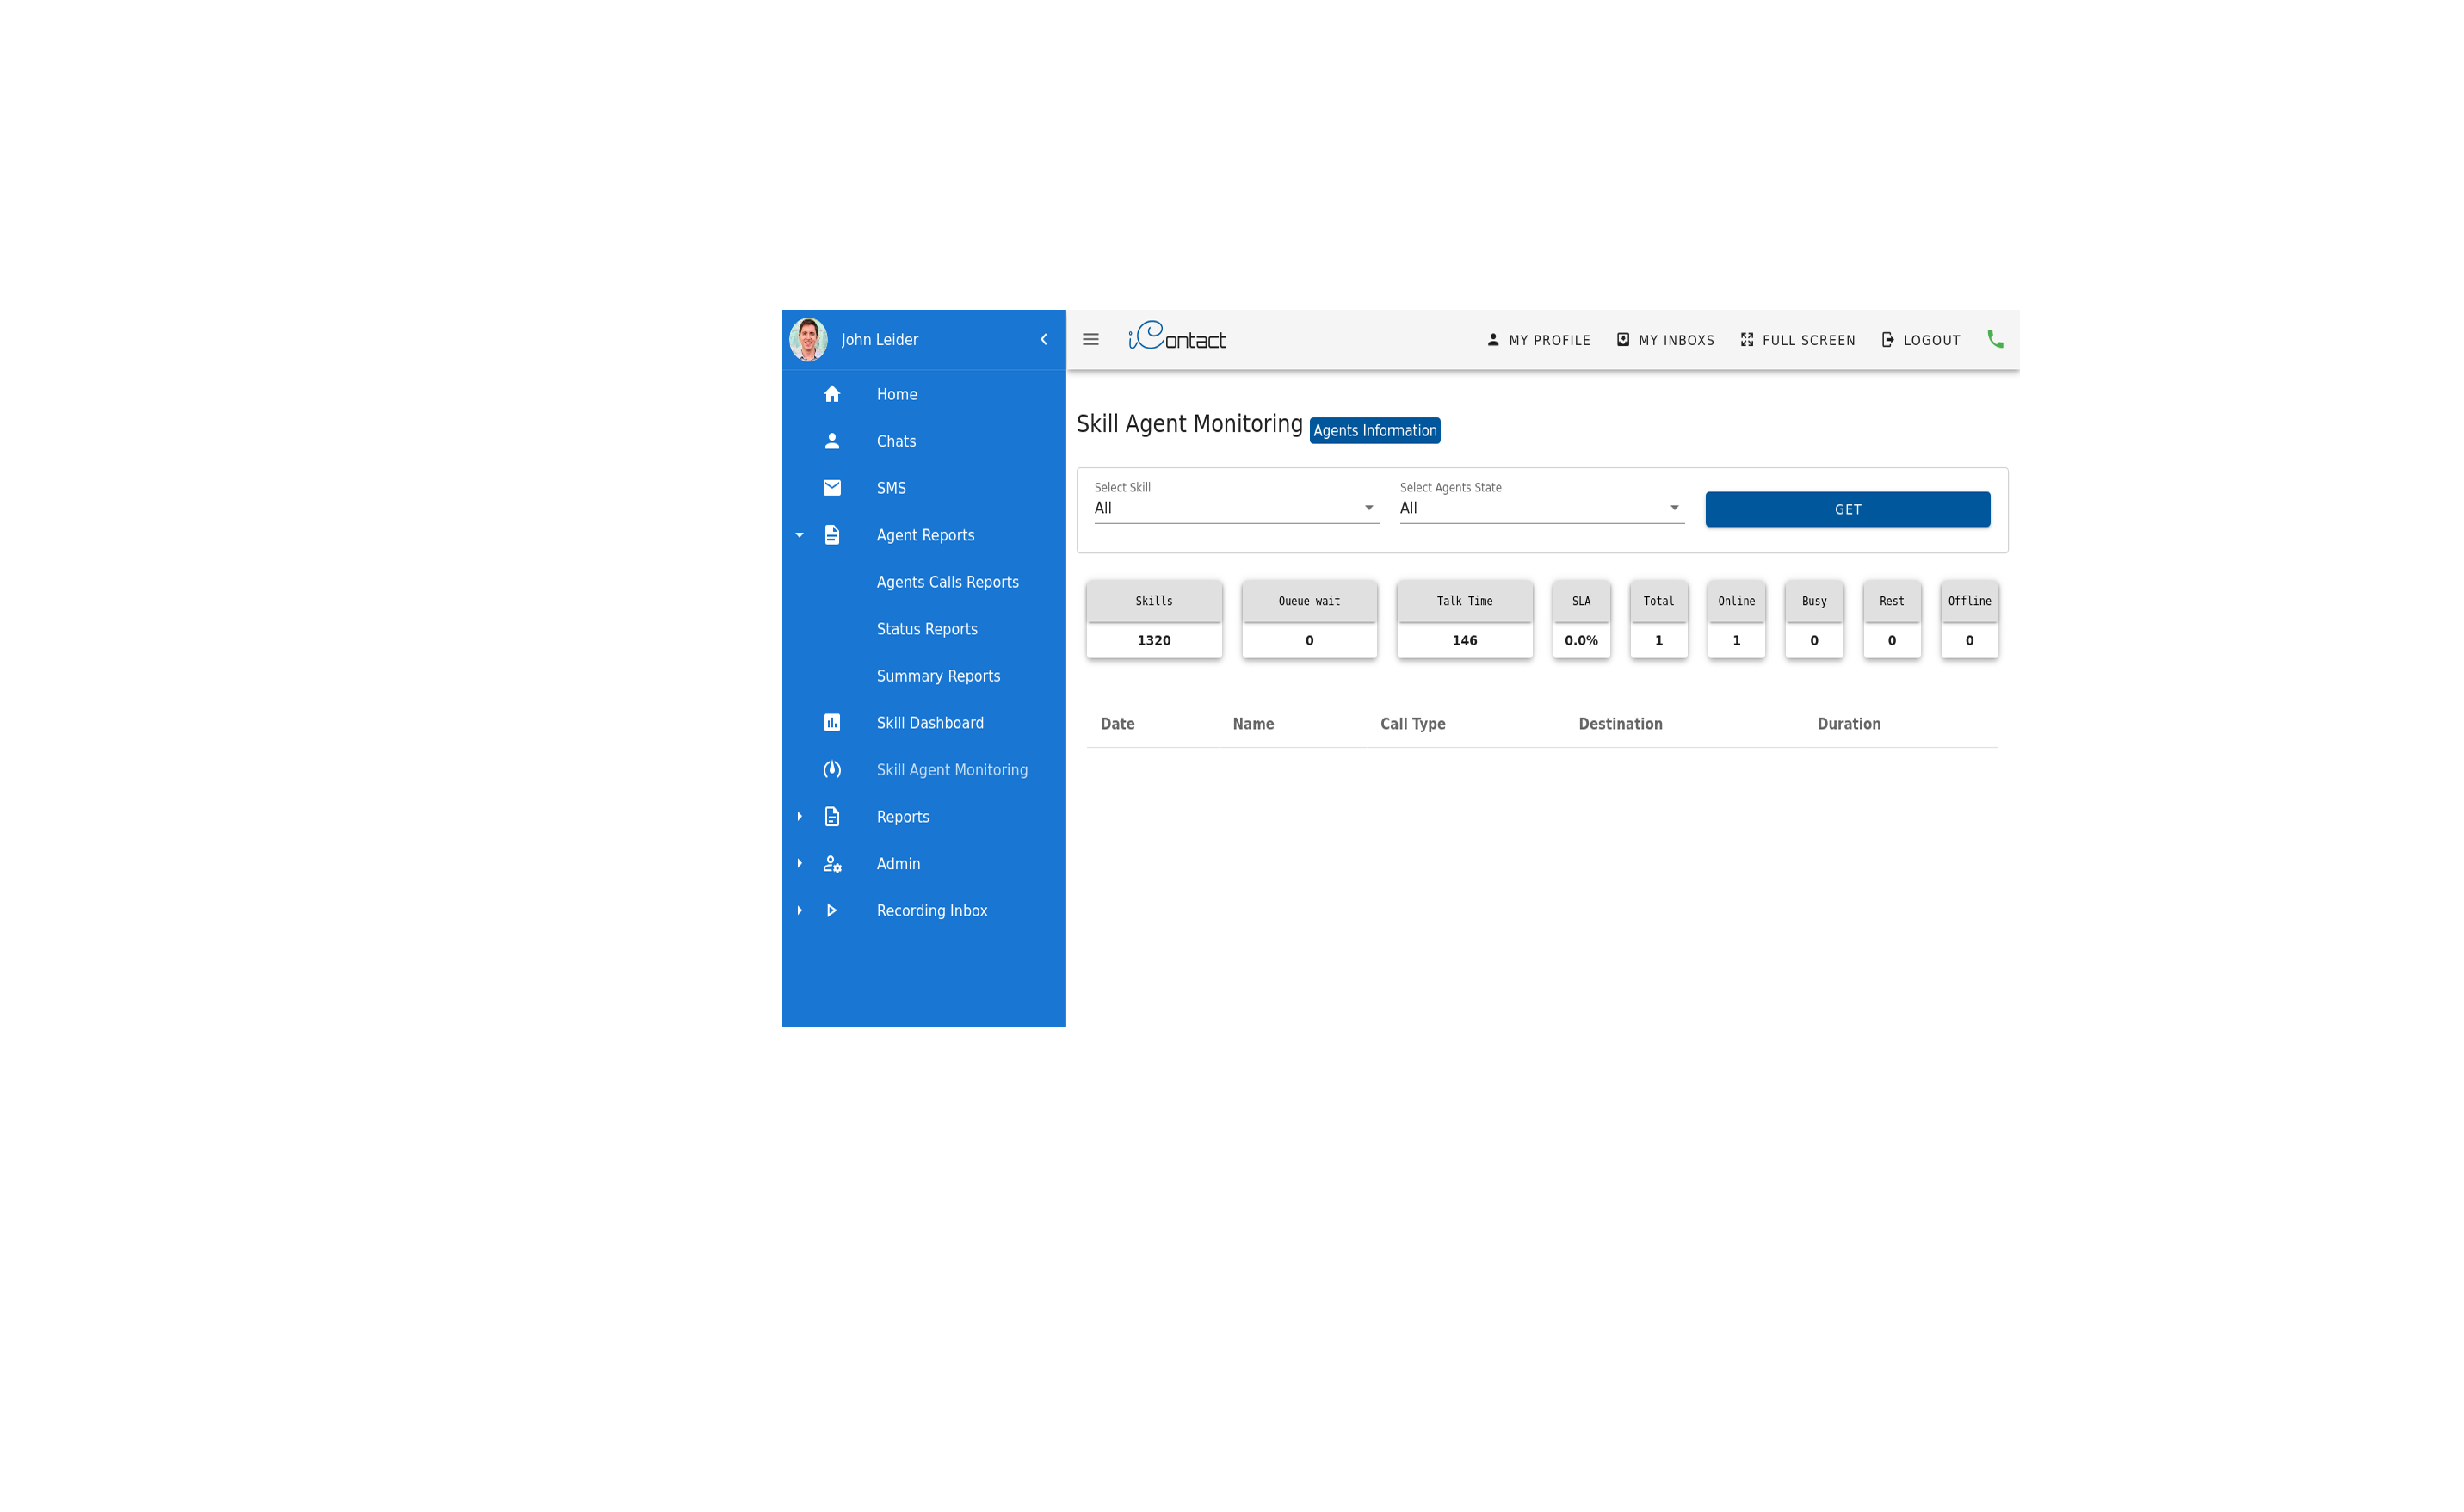 John Leider
iContact
MY PROFILE
MY INBOXS
FULL SCREEN
LOGOUT
Home
Chats
SMS
Agent Reports
Agents Calls Reports
Status Reports
Summary Reports
Skill Dashboard
Skill Agent Monitoring
Reports
Admin
Recording Inbox
Skill Agent Monitoring Agents Information
Select Skill
All
Select Agents State
All
GET
Skills Queue wait Talk Time SLA Total Online Busy Rest Offline
1320 0 146 0.0% 1 1 0 0 0
Date Name Call Type Destination Duration